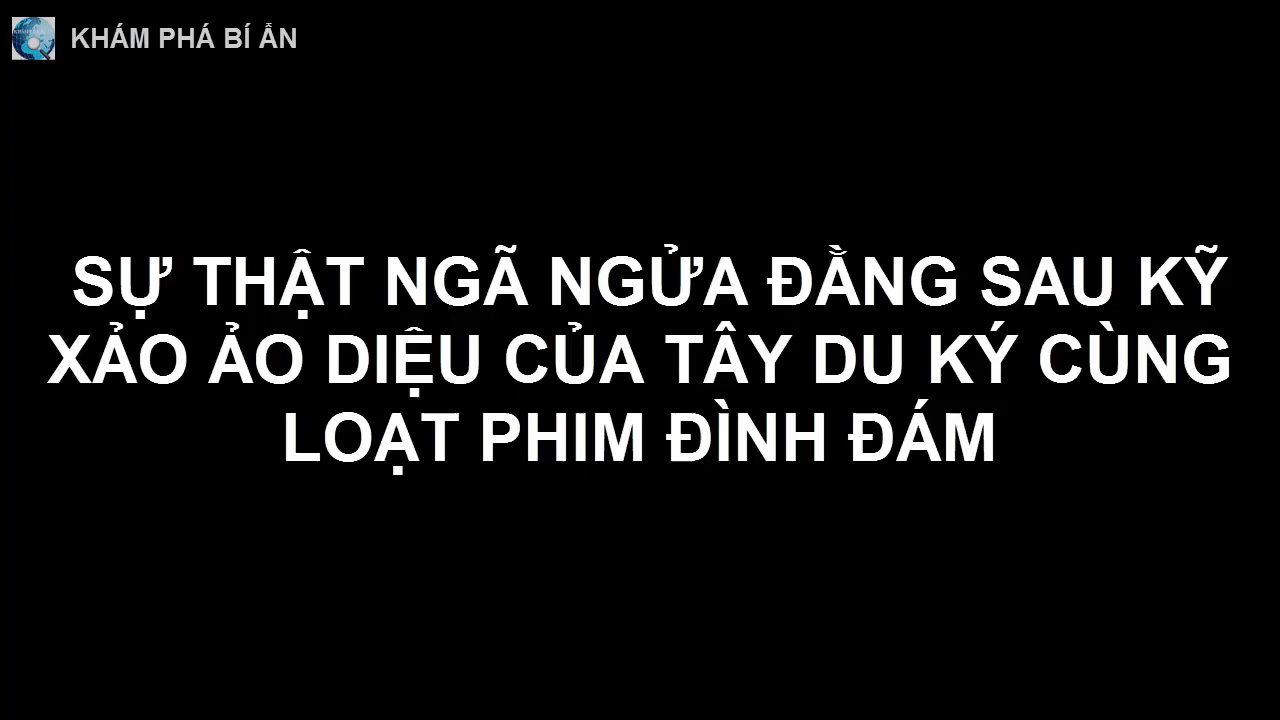 KHÁM PHÁ BÍ ẨN
SỰ THẬT NGÃ NGỬA ĐẰNG SAU KỸ
XẢO ẢO DIỆU CỦA TÂY DU KÝ CÙNG
LOẠT PHIM ĐÌNH ĐÁM